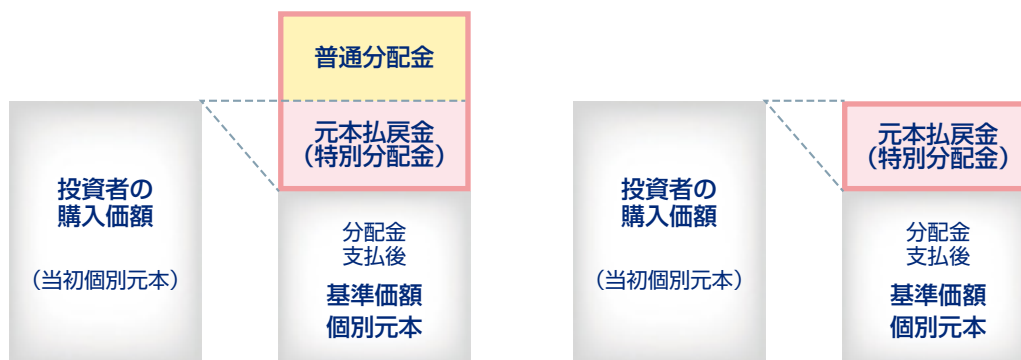 普通分配金
元本払戻金
（特別分配金）
投資者の
購入価額
（当初個別元本）
分配金
支払後
基準価額
個別元本
元本払戻金
（特別分配金）
投資者の
購入価額
（当初個別元本）
分配金
支払後
基準価額
個別元本